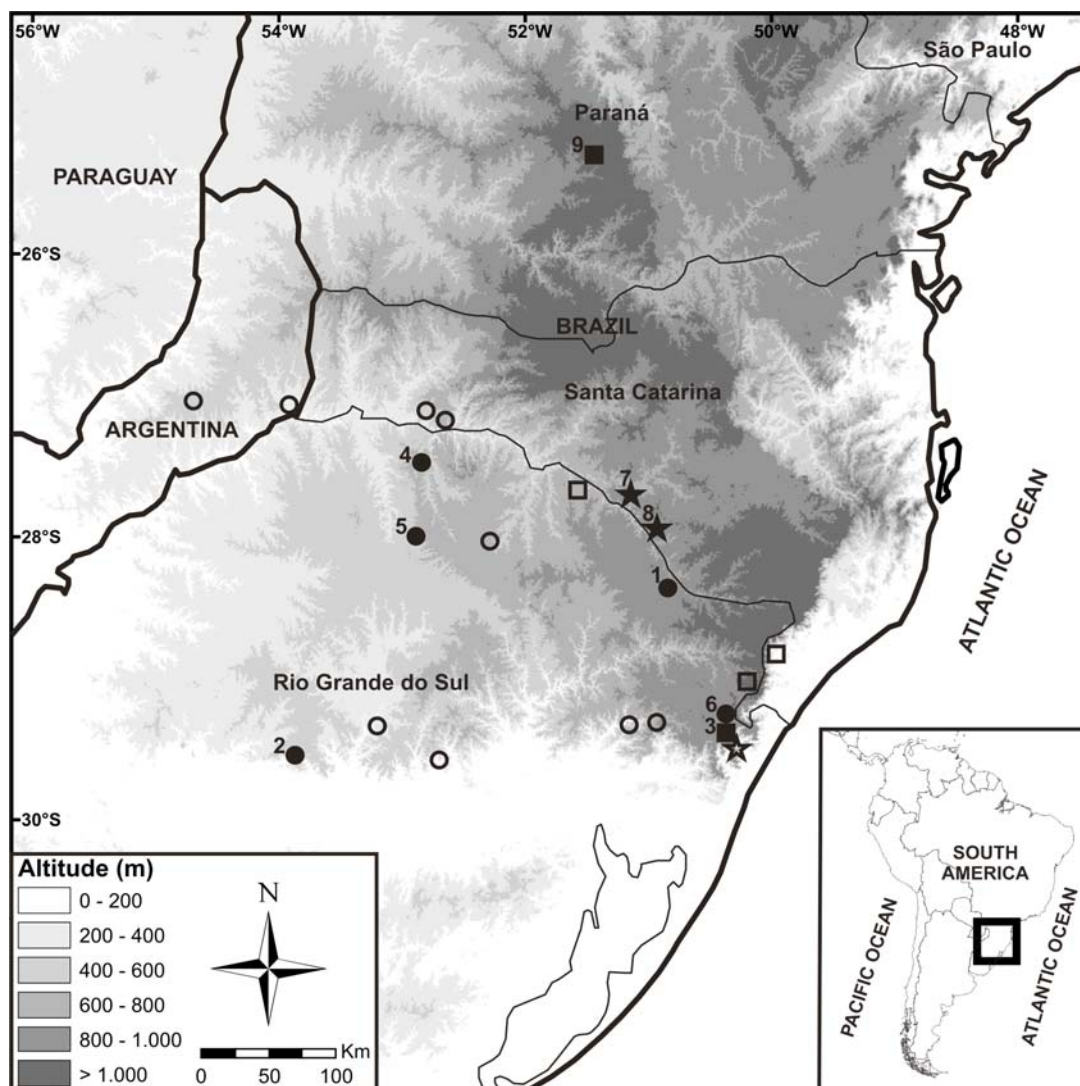 56°W
54°W
52°W
50°W
48°W
São Paulo
Paraná
9
PARAGUAY
26°S
BRAZIL
Santa Catarina
ARGENTINA
4
7
8
5
28°S
1
ATLANTIC OCEAN
Rio Grande do Sul
6
3
2
30°S
Altitude (m)
0 - 200
200 - 400
400 - 600
600 - 800
800 - 1.000
> 1.000
N
Km
0 50 100
SOUTH
AMERICA
PACIFIC OCEAN
ATLANTIC OCEAN